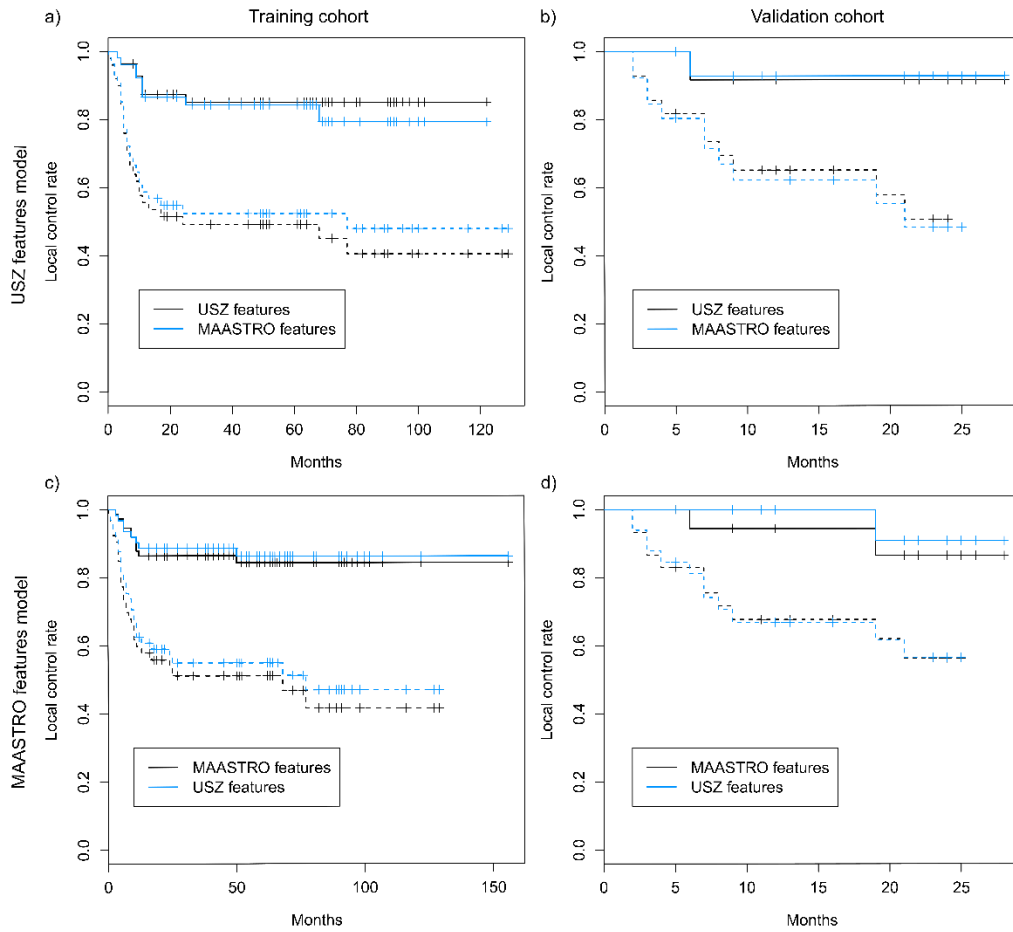 a) Training cohort
b) Validation cohort
USZ features model
Local control rate
1.0
0.8
0.6
0.4
0.2
0.0
USZ features
MAASTRO features
0 20 40 60 80 100 120
Months
Local control rate
1.0
0.8
0.6
0.4
0.2
0.0
USZ features
MAASTRO features
0 5 10 15 20 25
Months
MAASTRO features model
c)
Local control rate
1.0
0.8
0.6
0.4
0.2
0.0
MAASTRO features
USZ features
0 50 100 150
Months
d)
Local control rate
1.0
0.8
0.6
0.4
0.2
0.0
MAASTRO features
USZ features
0 5 10 15 20 25
Months